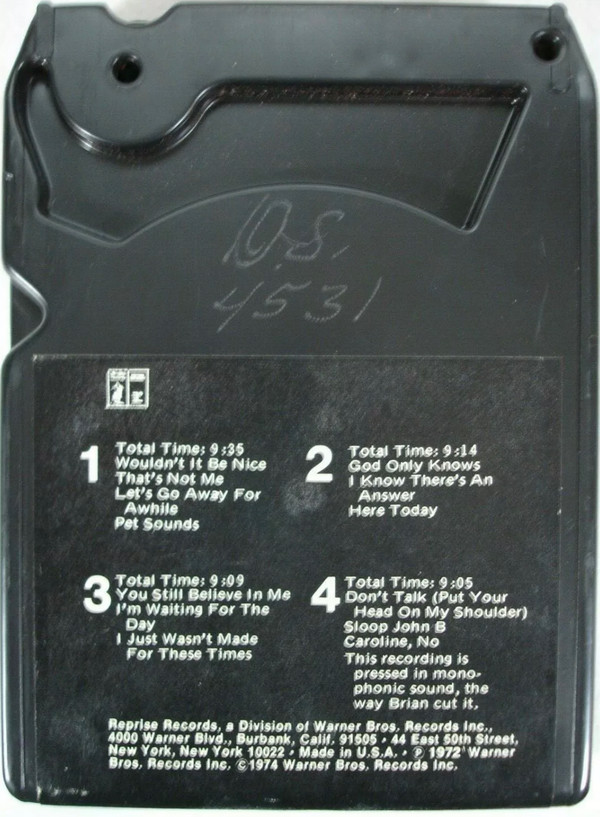 D.S.
4531
1
Total Time: 9:35
Wouldn't It Be Nice
That's Not Me
Let's Go Away For
Awhile
Pet Sounds
2
Total Time: 9:14
God Only Knows
I Know There's An
Answer
Here Today
3
Total Time: 9:09
You Still Believe In Me
I'm Waiting For The
Day
I Just Wasn't Made
For These Times
4
Total Time: 9:05
Don't Talk (Put Your
Head On My Shoulder)
Sloop John B
Caroline, No
This recording is
pressed in mono-
phonic sound, the
way Brian cut it.
Reprise Records, a Division of Warner Bros. Records Inc.,
4000 Warner Blvd., Burbank, Calif. 91505 • 44 East 50th Street,
New York, New York 10022 • Made in U.S.A. • ℗ 1972 Warner
Bros. Records Inc. ©1974 Warner Bros. Records Inc.